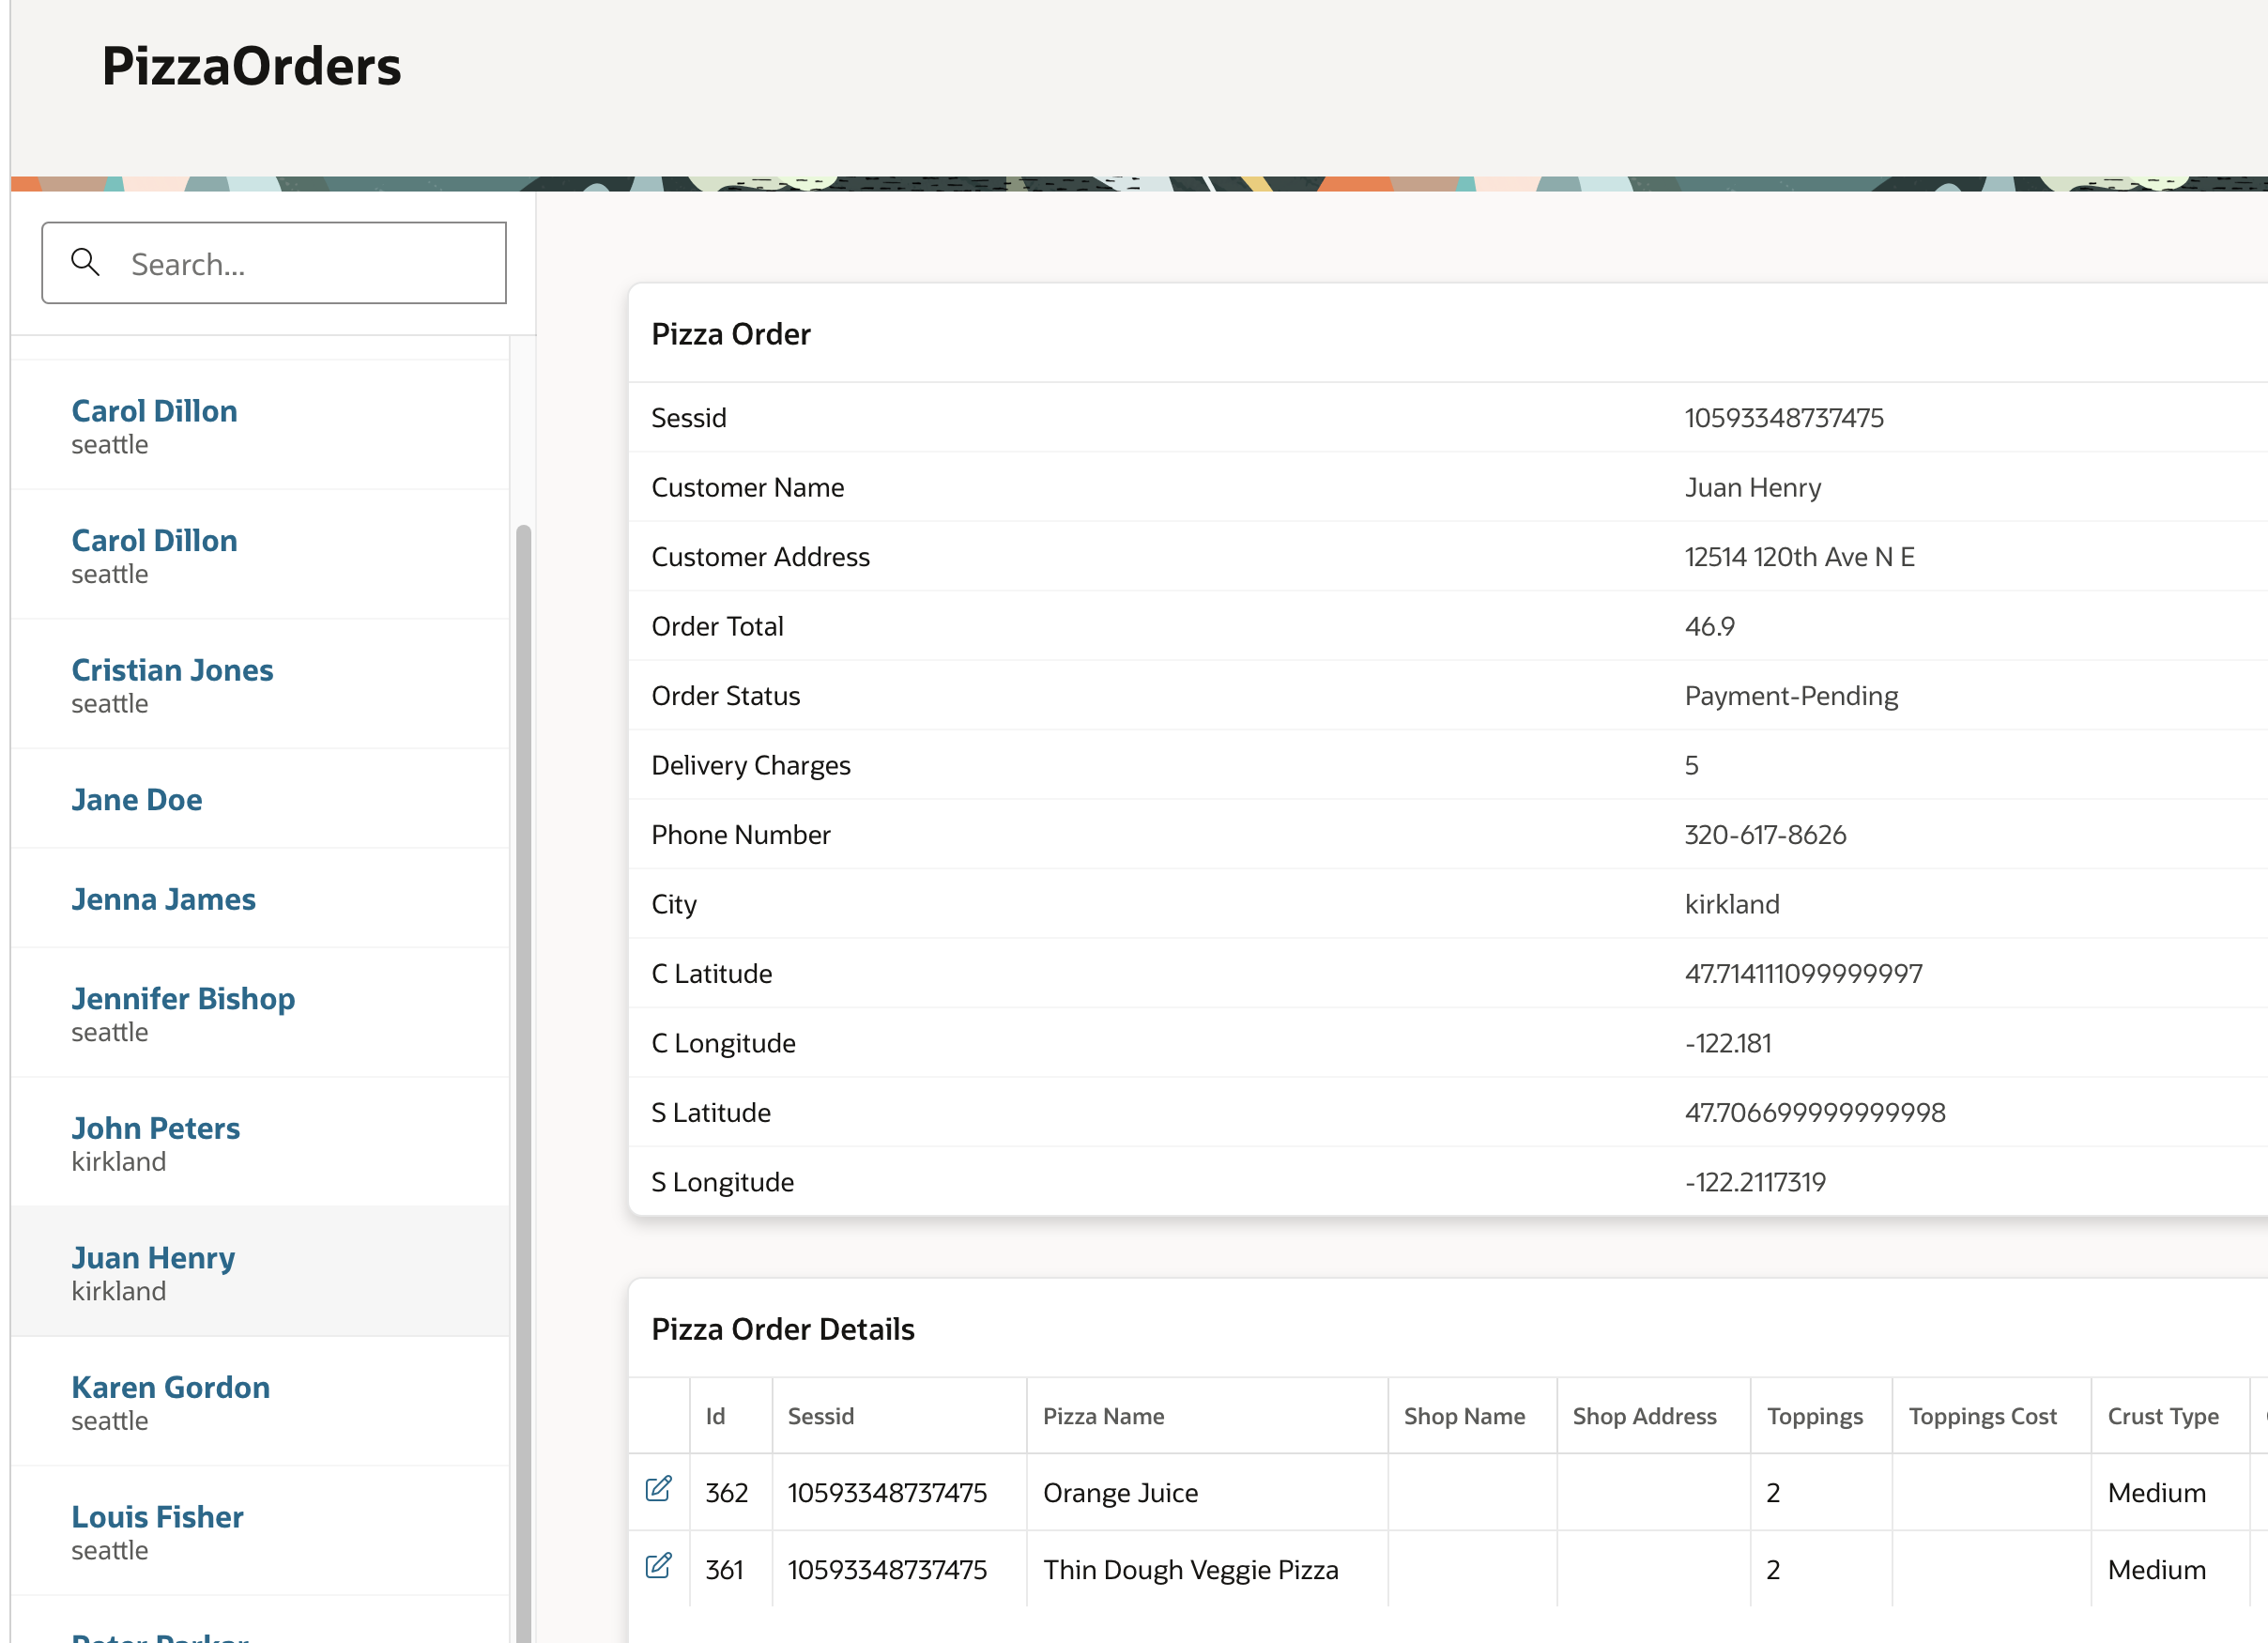 PizzaOrders
Search...
Carol Dillon
seattle
Carol Dillon
seattle
Cristian Jones
seattle
Jane Doe
Jenna James
Jennifer Bishop
seattle
John Peters
kirkland
Juan Henry
kirkland
Karen Gordon
seattle
Louis Fisher
seattle
Peter Parker
Pizza Order
Sessid 10593348737475
Customer Name Juan Henry
Customer Address 12514 120th Ave N E
Order Total 46.9
Order Status Payment-Pending
Delivery Charges 5
Phone Number 320-617-8626
City kirkland
C Latitude 47.714111099999997
C Longitude -122.181
S Latitude 47.706699999999998
S Longitude -122.2117319
Pizza Order Details
Id Sessid Pizza Name Shop Name Shop Address Toppings Toppings Cost Crust Type
362 10593348737475 Orange Juice 2 Medium
361 10593348737475 Thin Dough Veggie Pizza 2 Medium